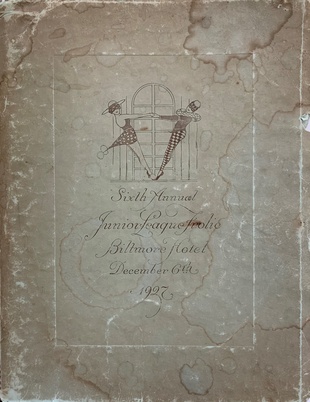 Sixth Annual
Junior League Frolic
Biltmore Hotel
December 6th
1927